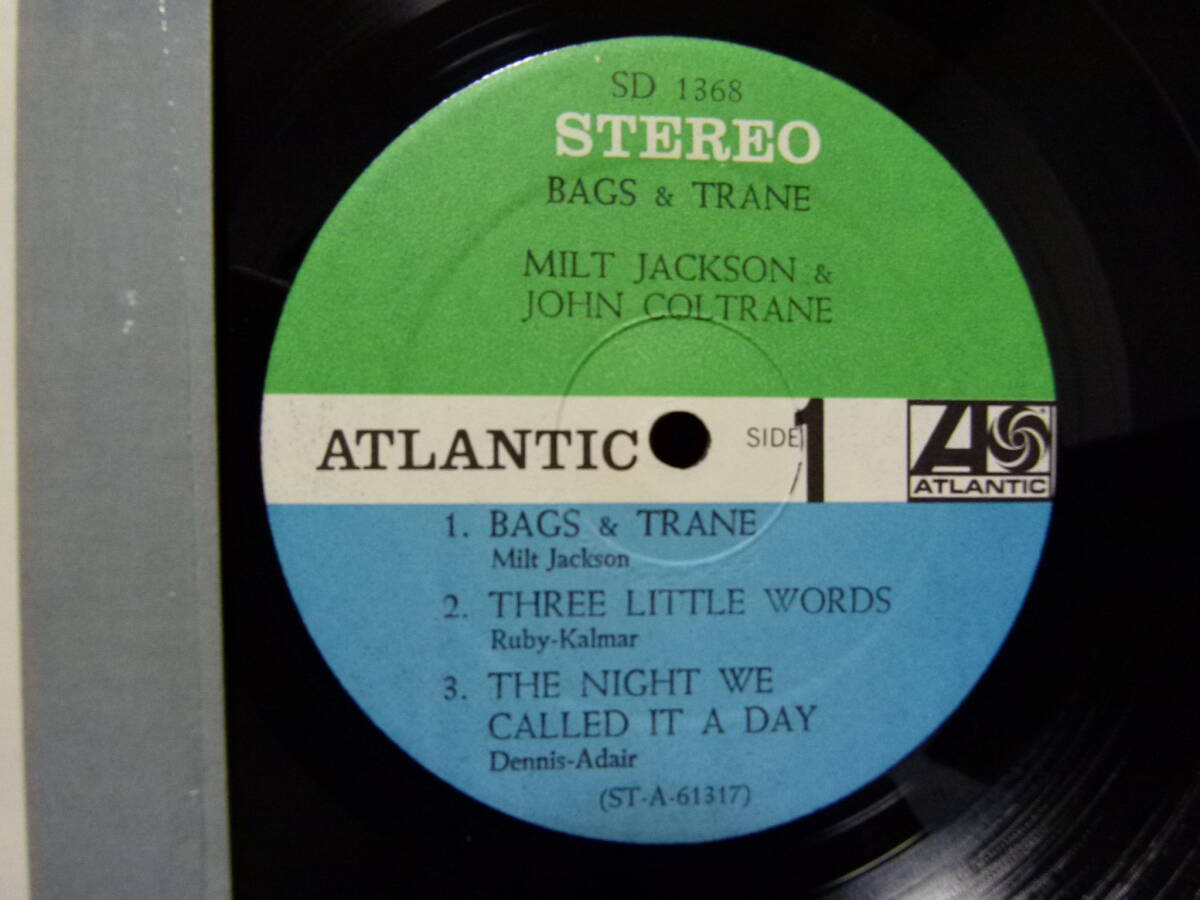 SD 1368
STEREO
BAGS & TRANE
MILT JACKSON &
JOHN COLTRANE
ATLANTIC SIDE 1 ATLANTIC
1. BAGS & TRANE
Milt Jackson
2. THREE LITTLE WORDS
Ruby-Kalmar
3. THE NIGHT WE
CALLED IT A DAY
Dennis-Adair
(ST-A-61317)